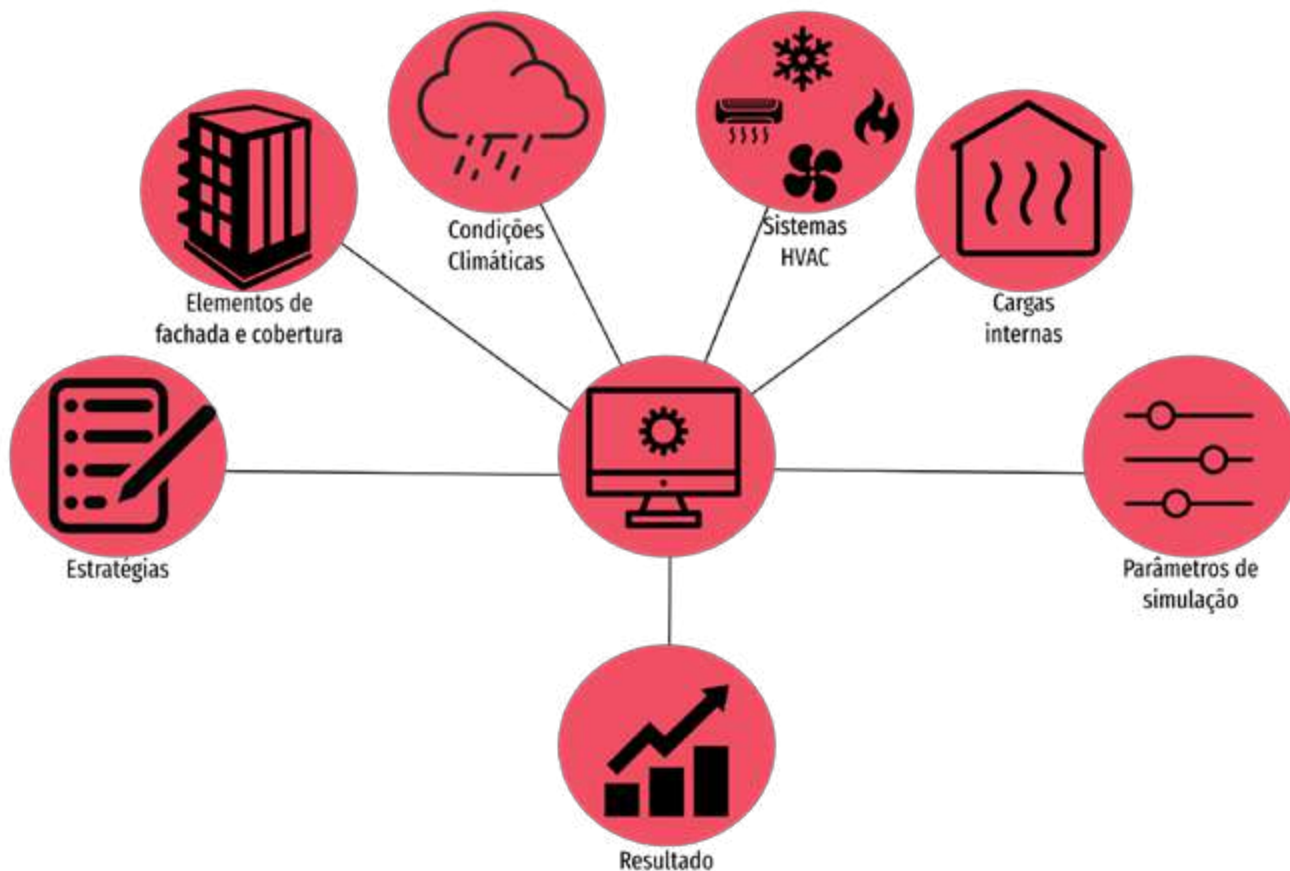 Condições
Climáticas
Sistemas
HVAC
Elementos de
fachada e cobertura
Cargas
internas
Estratégias
Parâmetros de
simulação
Resultado